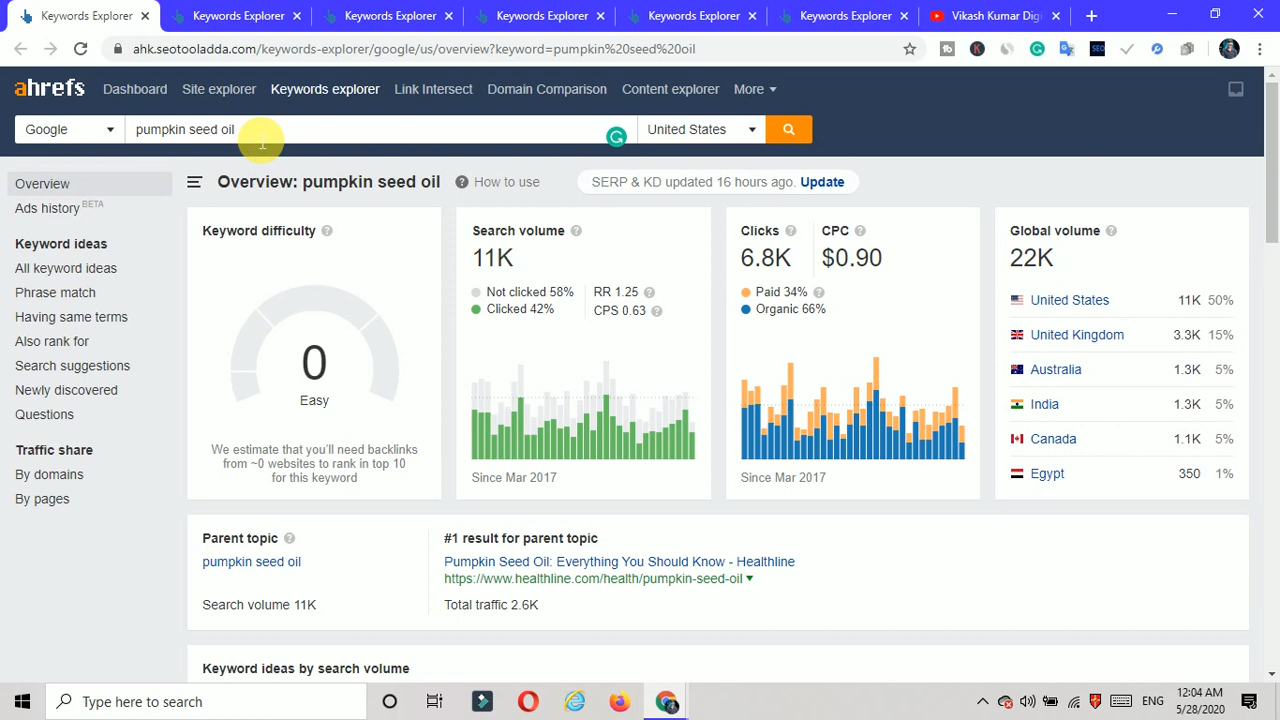 Keywords Explorer
Keywords Explorer
Keywords Explorer
Keywords Explorer
Keywords Explorer
Keywords Explorer
Vikash Kumar Digi
ahk.seotooladda.com/keywords-explorer/google/us/overview?keyword=pumpkin%20seed%20oil
ahrefs
Dashboard
Site explorer
Keywords explorer
Link Intersect
Domain Comparison
Content explorer
More
Google
pumpkin seed oil
United States
Overview
Ads history BETA
Keyword ideas
All keyword ideas
Phrase match
Having same terms
Also rank for
Search suggestions
Newly discovered
Questions
Traffic share
By domains
By pages
Overview: pumpkin seed oil
? How to use
SERP & KD updated 16 hours ago. Update
Keyword difficulty ?
0
Easy
We estimate that you'll need backlinks
from ~0 websites to rank in top 10
for this keyword
Search volume ?
11K
Not clicked 58%
Clicked 42%
RR 1.25 ?
CPS 0.63 ?
Since Mar 2017
Clicks ?
6.8K
CPC ?
$0.90
Paid 34% ?
Organic 66%
Since Mar 2017
Global volume ?
22K
United States 11K 50%
United Kingdom 3.3K 15%
Australia 1.3K 5%
India 1.3K 5%
Canada 1.1K 5%
Egypt 350 1%
Parent topic ?
pumpkin seed oil
Search volume 11K
#1 result for parent topic
Pumpkin Seed Oil: Everything You Should Know - Healthline
https://www.healthline.com/health/pumpkin-seed-oil
Total traffic 2.6K
Keyword ideas by search volume
Type here to search
ENG
12:04 AM
5/28/2020